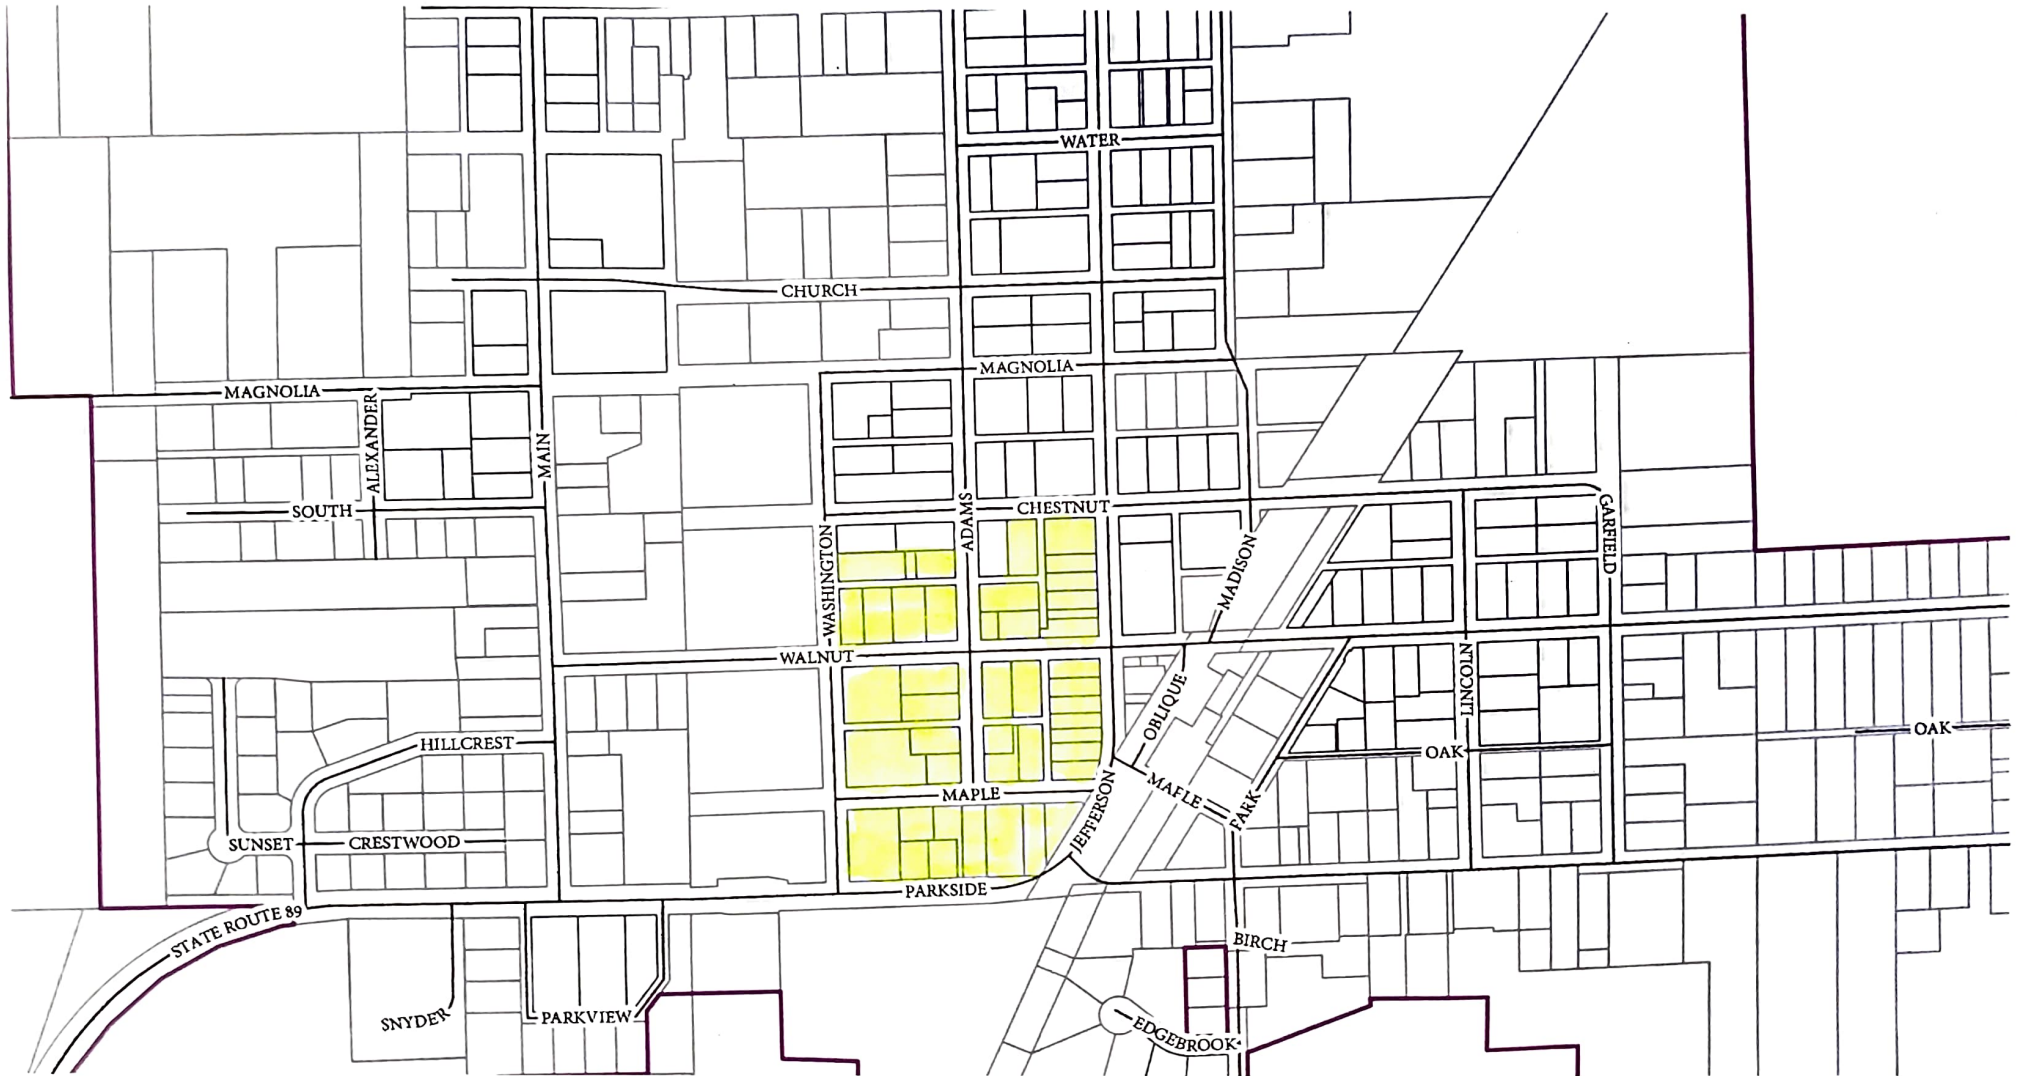 WATER
CHURCH
MAGNOLIA
MAGNOLIA
ALEXANDER
MAIN
SOUTH
ADAMS
CHESTNUT
GARFIELD
WASHINGTON
MADISON
WALNUT
LINCOLN
OBLIQUE
HILLCREST
OAK
OAK
MAPLE
MAPLE
JEFFERSON
PARK
SUNSET
CRESTWOOD
PARKSIDE
STATE ROUTE 89
BIRCH
SNYDER
PARKVIEW
EDGEBROOK